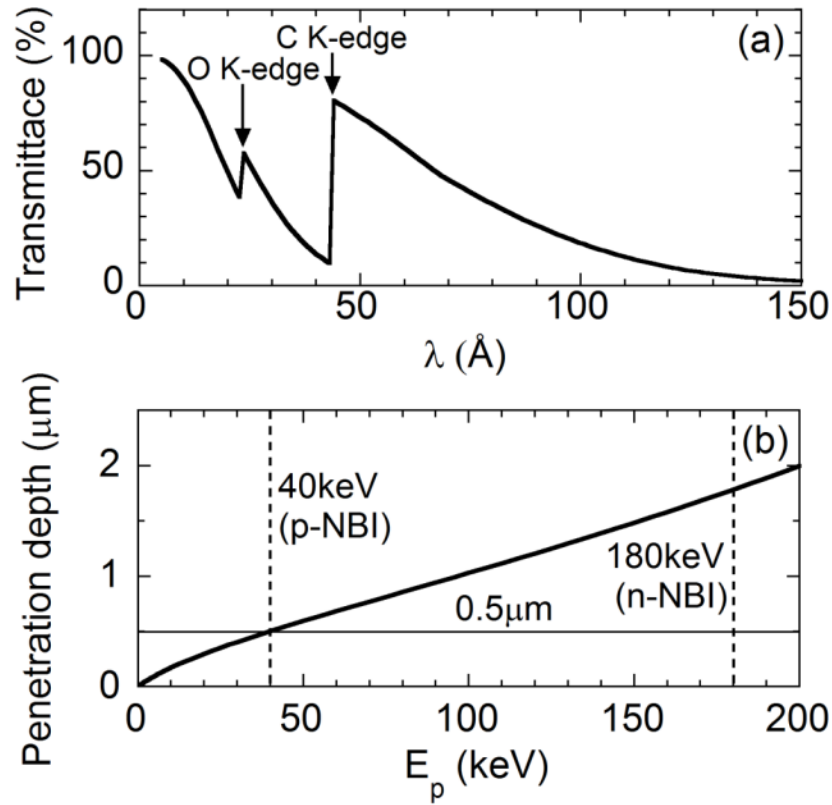 (a)
C K-edge
O K-edge
Transmittace (%)
100
50
0
0 50 100 150
λ (Å)
(b)
Penetration depth (μm)
2
1
0
40keV
(p-NBI)
180keV
(n-NBI)
0.5μm
0 50 100 150 200
E_p (keV)